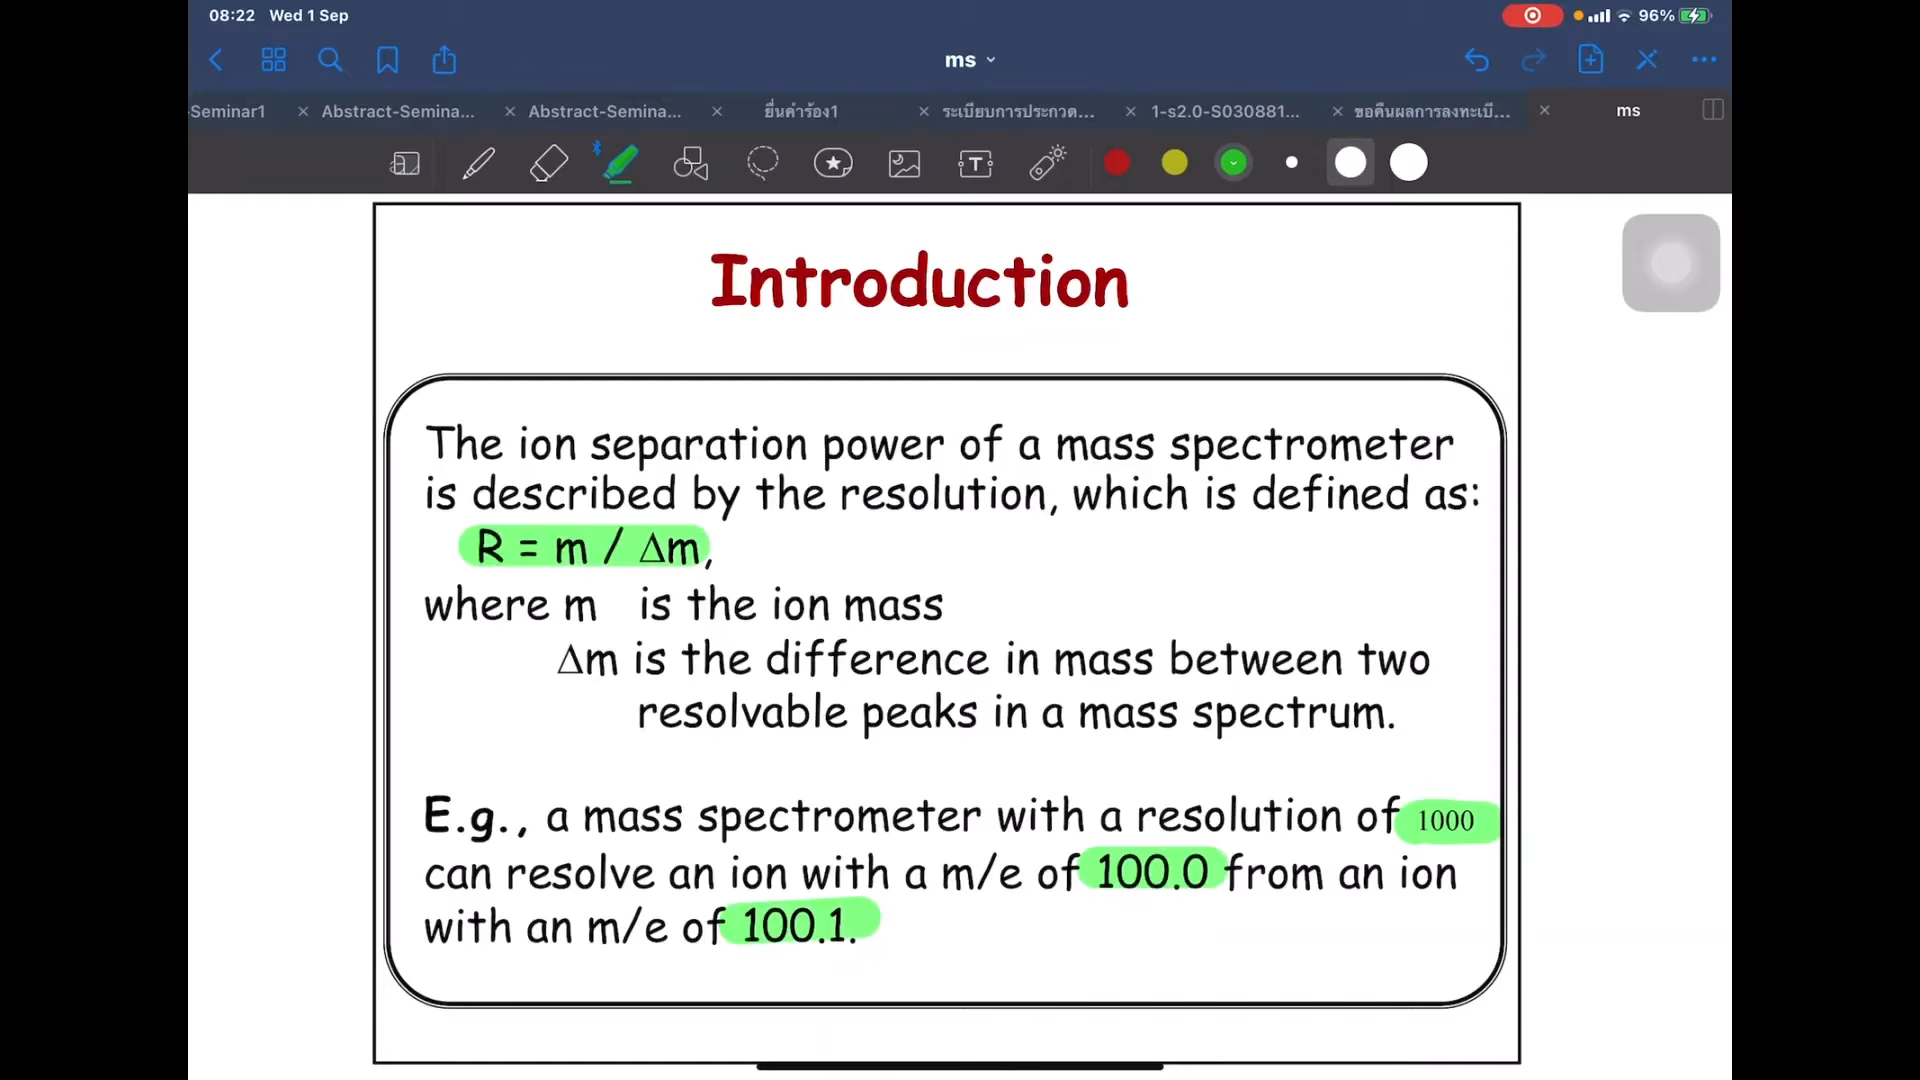 08:22 Wed 1 Sep 96%
ms
Seminar1 Abstract-Semina... Abstract-Semina... ยื่นคำร้อง1 ระเบียบการประกวด... 1-s2.0-S030881... ขอคืนผลการลงทะเบี... ms
Introduction
The ion separation power of a mass spectrometer
is described by the resolution, which is defined as:
R = m / Δm,
where m is the ion mass
Δm is the difference in mass between two
resolvable peaks in a mass spectrum.
E.g., a mass spectrometer with a resolution of 1000
can resolve an ion with a m/e of 100.0 from an ion
with an m/e of 100.1.